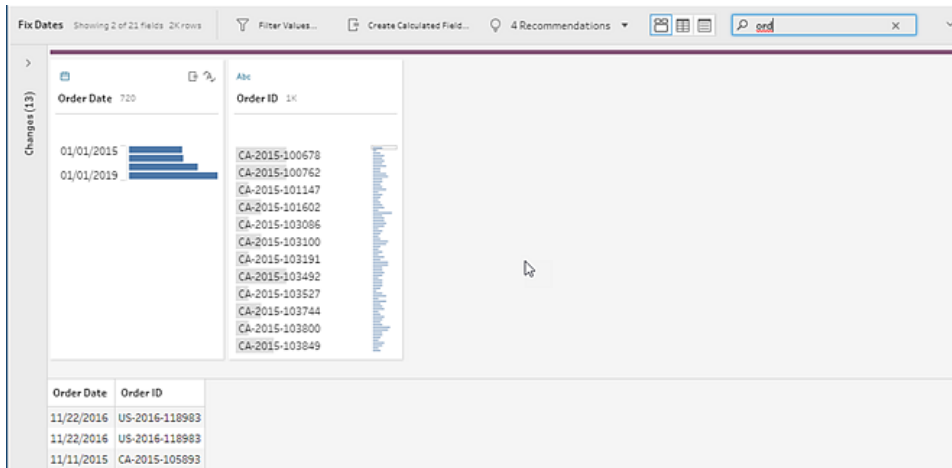 Fix Dates Showing 2 of 21 fields 2K rows Filter Values... Create Calculated Field... 4 Recommendations ord
Changes (13)
Order Date 720
01/01/2015
01/01/2019
Abc
Order ID 1K
CA-2015-100678
CA-2015-100762
CA-2015-101147
CA-2015-101602
CA-2015-103086
CA-2015-103100
CA-2015-103191
CA-2015-103492
CA-2015-103527
CA-2015-103744
CA-2015-103800
CA-2015-103849
Order Date Order ID
11/22/2016 US-2016-118983
11/22/2016 US-2016-118983
11/11/2015 CA-2015-105893